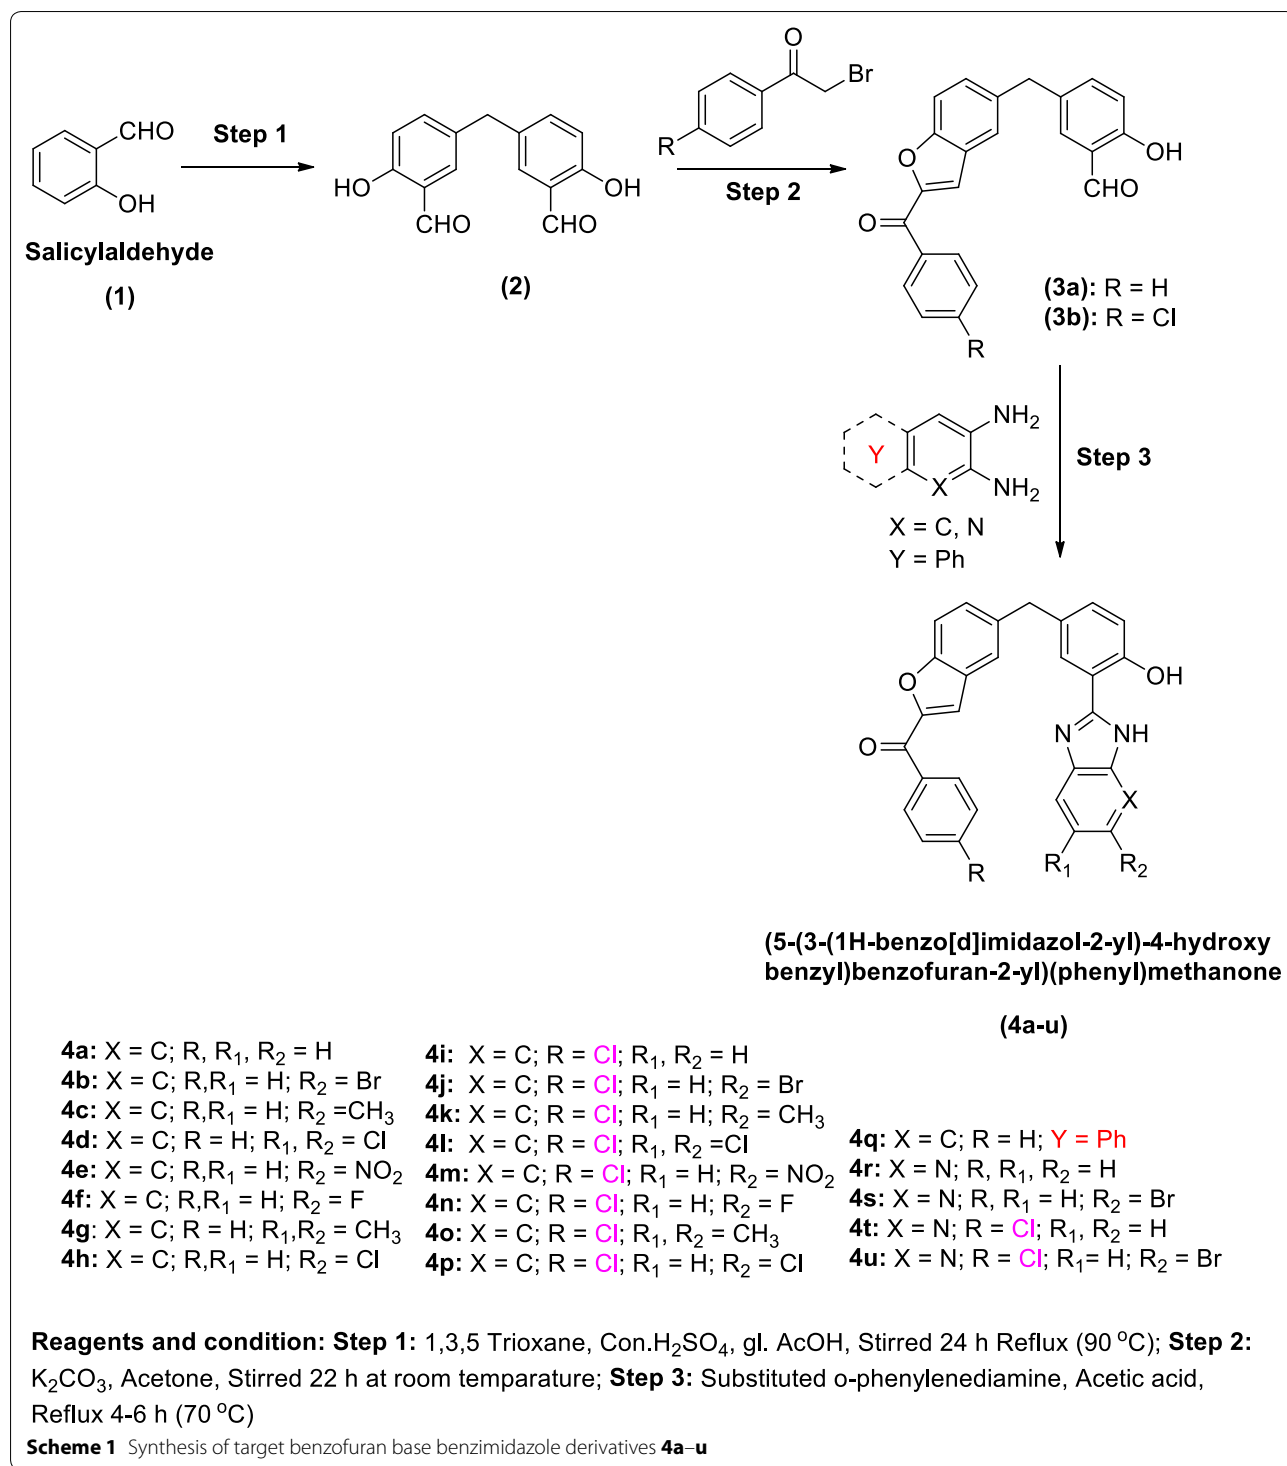 O
Br
R
CHO
OH
Step 1
Salicylaldehyde
(1)
HO
CHO
CHO
OH
(2)
Step 2
O
O
R
OH
CHO
(3a): R = H
(3b): R = Cl
Y
X
NH2
NH2
X = C, N
Y = Ph
Step 3
O
O
R
OH
N
NH
X
R1
R2
(5-(3-(1H-benzo[d]imidazol-2-yl)-4-hydroxy
benzyl)benzofuran-2-yl)(phenyl)methanone
(4a-u)
4a: X = C; R, R1, R2 = H
4b: X = C; R,R1 = H; R2 = Br
4c: X = C; R,R1 = H; R2 =CH3
4d: X = C; R = H; R1, R2 = Cl
4e: X = C; R,R1 = H; R2 = NO2
4f: X = C; R,R1 = H; R2 = F
4g: X = C; R = H; R1,R2 = CH3
4h: X = C; R,R1 = H; R2 = Cl
4i: X = C; R = Cl; R1, R2 = H
4j: X = C; R = Cl; R1 = H; R2 = Br
4k: X = C; R = Cl; R1 = H; R2 = CH3
4l: X = C; R = Cl; R1, R2 =Cl
4m: X = C; R = Cl; R1 = H; R2 = NO2
4n: X = C; R = Cl; R1 = H; R2 = F
4o: X = C; R = Cl; R1, R2 = CH3
4p: X = C; R = Cl; R1 = H; R2 = Cl
4q: X = C; R = H; Y = Ph
4r: X = N; R, R1, R2 = H
4s: X = N; R, R1 = H; R2 = Br
4t: X = N; R = Cl; R1, R2 = H
4u: X = N; R = Cl; R1= H; R2 = Br
Reagents and condition: Step 1: 1,3,5 Trioxane, Con.H2SO4, gl. AcOH, Stirred 24 h Reflux (90 °C); Step 2:
K2CO3, Acetone, Stirred 22 h at room temparature; Step 3: Substituted o-phenylenediamine, Acetic acid,
Reflux 4-6 h (70 °C)
Scheme 1 Synthesis of target benzofuran base benzimidazole derivatives 4a–u